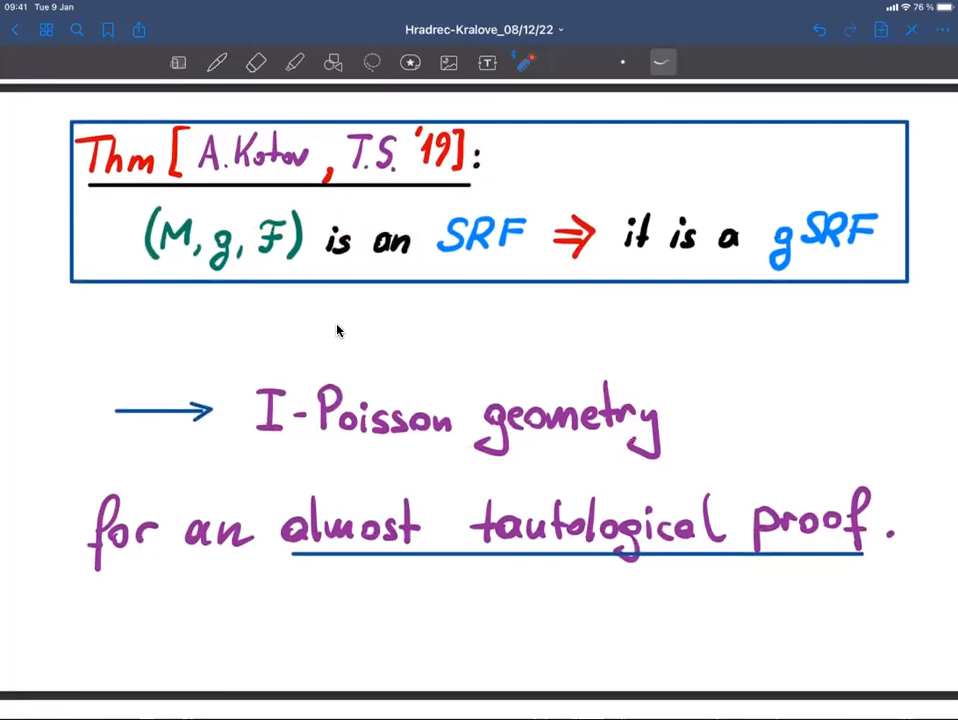 09:41 Tue 9 Jan
76 %
Hradrec-Kralove_08/12/22
Thm [A. Kotov, T.S. '19]:
(M, g, F) is an SRF ⇒ it is a gSRF
→ I-Poisson geometry
for an almost tautological proof.